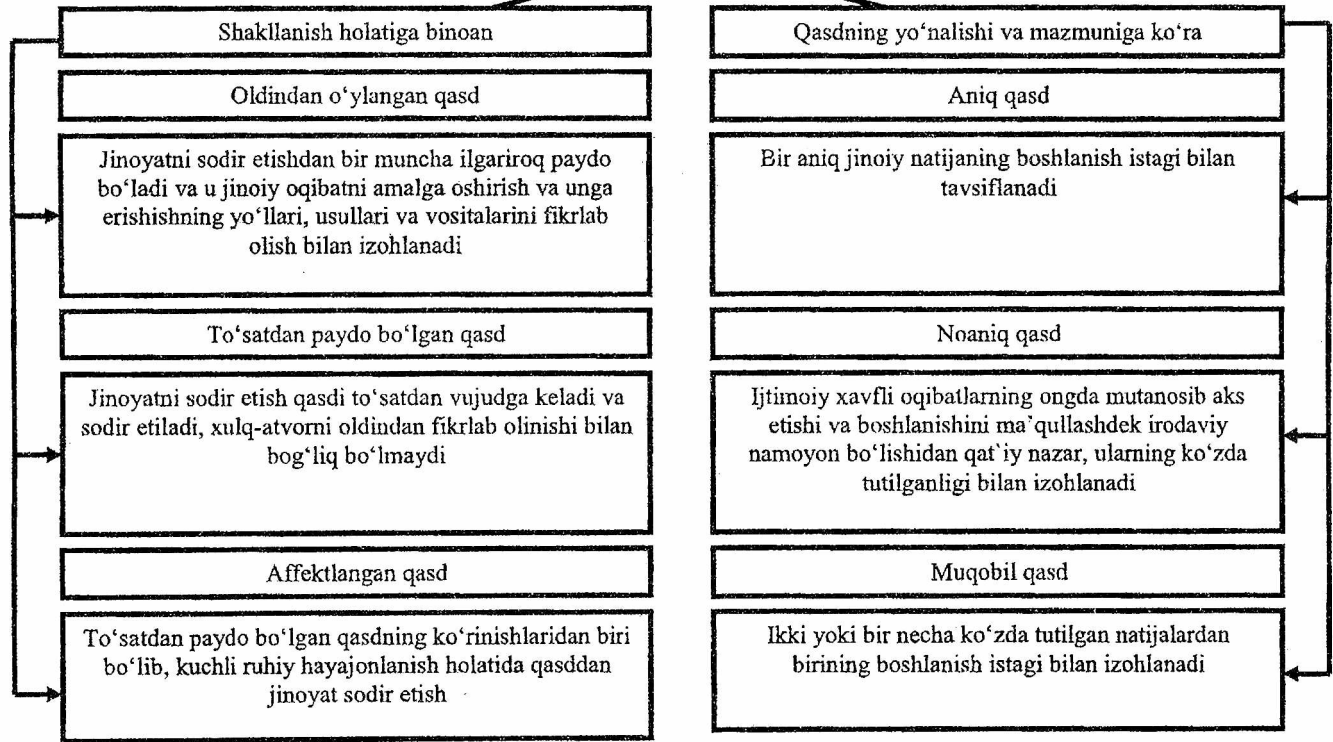 Shakllanish holatiga binoan
Oldindan o‘ylangan qasd
Jinoyatni sodir etishdan bir muncha ilgariroq paydo
bo‘ladi va u jinoiy oqibatni amalga oshirish va unga
erishishning yo‘llari, usullari va vositalarini fikrlab
olish bilan izohlanadi
To‘satdan paydo bo‘lgan qasd
Jinoyatni sodir etish qasdi to‘satdan vujudga keladi va
sodir etiladi, xulq-atvorni oldindan fikrlab olinishi bilan
bog‘liq bo‘lmaydi
Affektlangan qasd
To‘satdan paydo bo‘lgan qasdning ko‘rinishlaridan biri
bo‘lib, kuchli ruhiy hayajonlanish holatida qasddan
jinoyat sodir etish
Qasdning yo‘nalishi va mazmuniga ko‘ra
Aniq qasd
Bir aniq jinoiy natijaning boshlanish istagi bilan
tavsiflanadi
Noaniq qasd
Ijtimoiy xavfli oqibatlarning ongda mutanosib aks
etishi va boshlanishini ma’qullashdek irodaviy
namoyon bo‘lishidan qat`iy nazar, ularning ko‘zda
tutilganligi bilan izohlanadi
Muqobil qasd
Ikki yoki bir necha ko‘zda tutilgan natijalardan
birining boshlanish istagi bilan izohlanadi